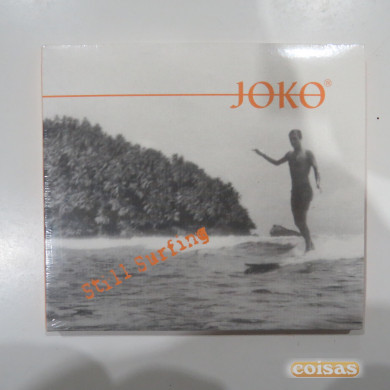 JOKO®
Still Surfing
coisas